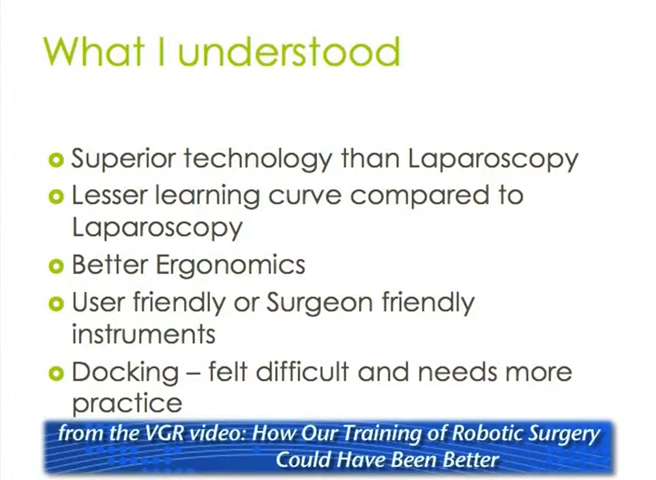 What I understood
Superior technology than Laparoscopy
Lesser learning curve compared to
Laparoscopy
Better Ergonomics
User friendly or Surgeon friendly
instruments
Docking – felt difficult and needs more
practice
from the VGR video: How Our Training of Robotic Surgery
Could Have Been Better